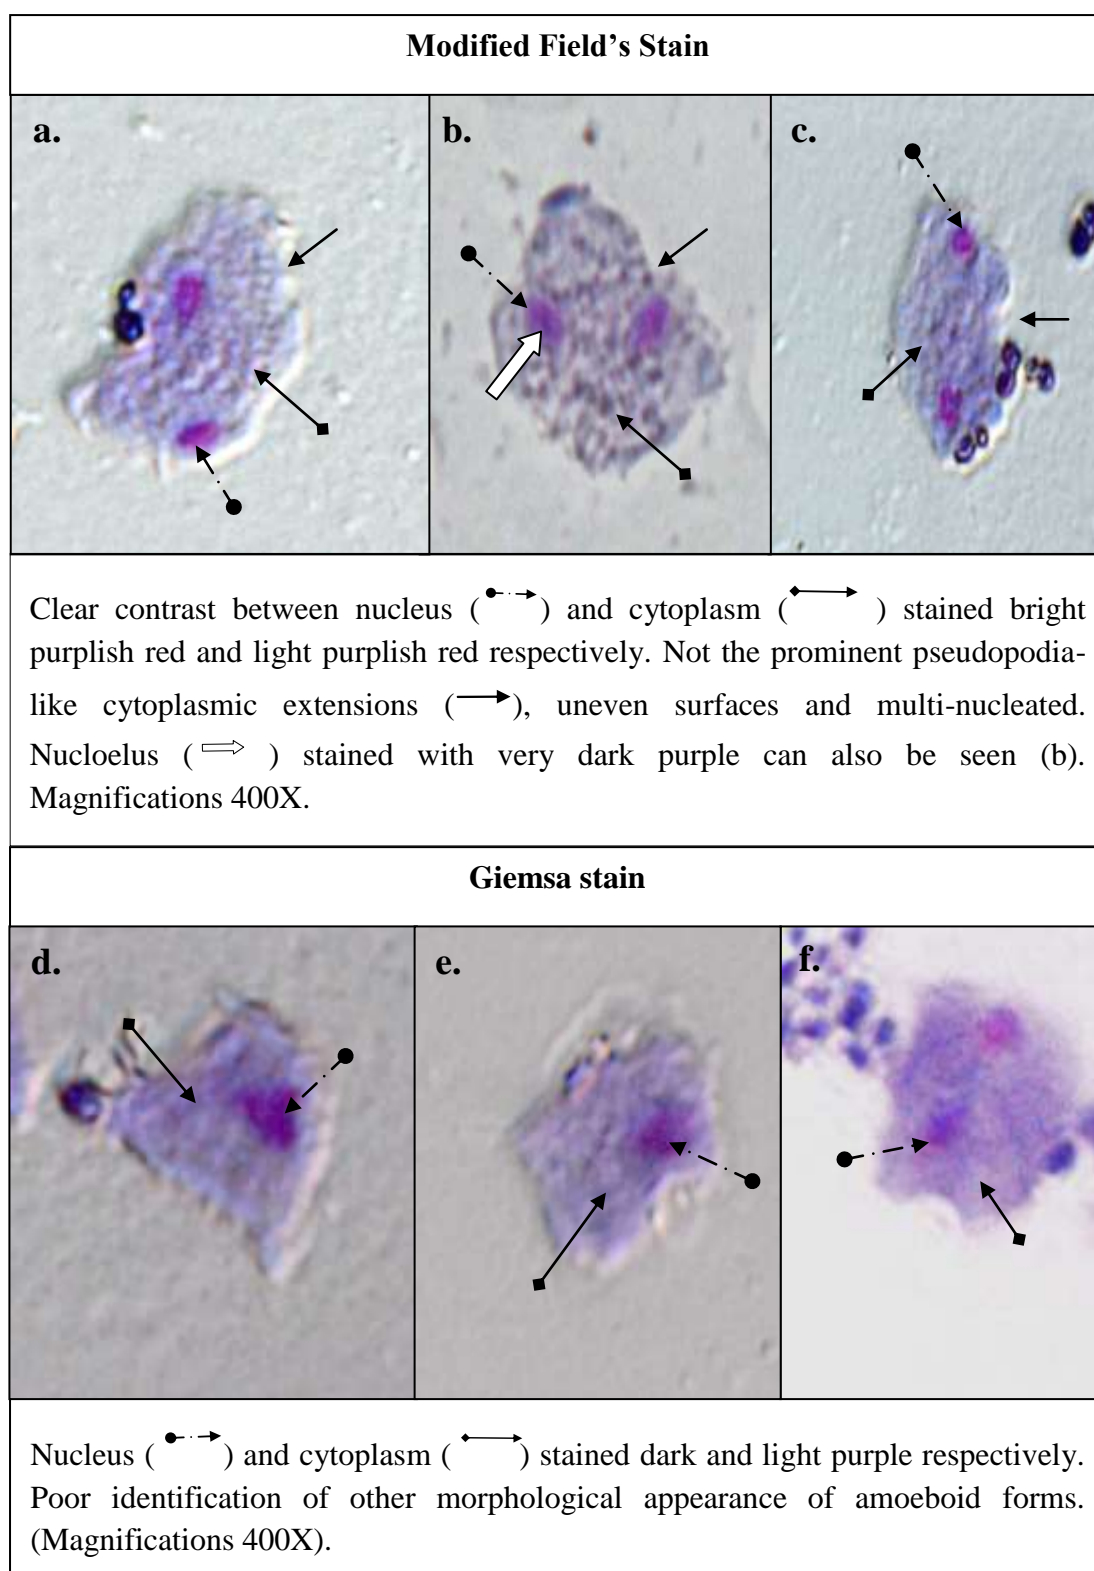 Modified Field’s Stain
a.
b.
c.
Clear contrast between nucleus ( ) and cytoplasm ( ) stained bright
purplish red and light purplish red respectively. Not the prominent pseudopodia-
like cytoplasmic extensions ( ), uneven surfaces and multi-nucleated.
Nucloelus ( ) stained with very dark purple can also be seen (b).
Magnifications 400X.
Giemsa stain
d.
e.
f.
Nucleus ( ) and cytoplasm ( ) stained dark and light purple respectively.
Poor identification of other morphological appearance of amoeboid forms.
(Magnifications 400X).